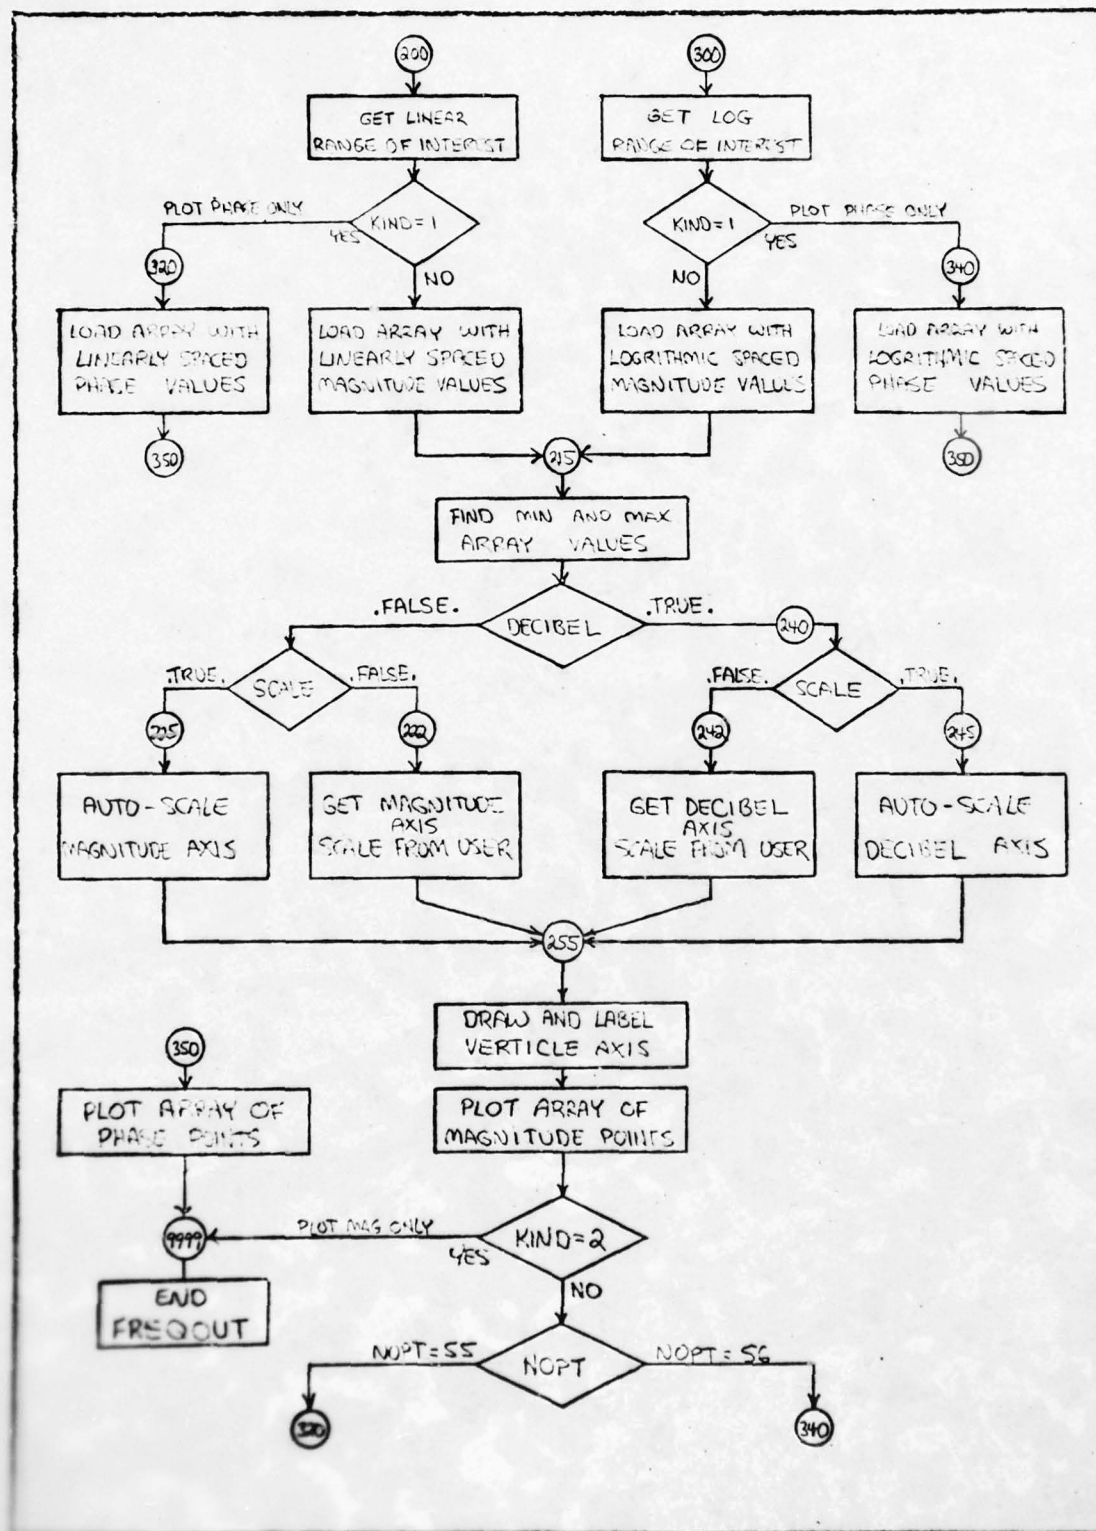 200
300
GET LINEAR
RANGE OF INTEREST
GET LOG
RANGE OF INTEREST
PLOT PHASE ONLY
YES
KIND=1
KIND=1
PLOT PHASE ONLY
YES
320
NO
NO
340
LOAD ARRAY WITH
LINEARLY SPACED
PHASE VALUES
LOAD ARRAY WITH
LINEARLY SPACED
MAGNITUDE VALUES
LOAD ARRAY WITH
LOGRITHMIC SPACED
MAGNITUDE VALUES
LOAD ARRAY WITH
LOGRITHMIC SPACED
PHASE VALUES
350
215
350
FIND MIN AND MAX
ARRAY VALUES
.FALSE.
DECIBEL
.TRUE.
240
.TRUE.
SCALE
.FALSE.
.FALSE.
SCALE
.TRUE.
225
222
242
245
AUTO-SCALE
MAGNITUDE AXIS
GET MAGNITUDE
AXIS
SCALE FROM USER
GET DECIBEL
AXIS
SCALE FROM USER
AUTO-SCALE
DECIBEL AXIS
255
DRAW AND LABEL
VERTICLE AXIS
350
PLOT ARRAY OF
PHASE POINTS
PLOT ARRAY OF
MAGNITUDE POINTS
9999
PLOT MAG ONLY
YES
KIND=2
END
FREQOUT
NO
NOPT=55
NOPT
NOPT=56
320
340